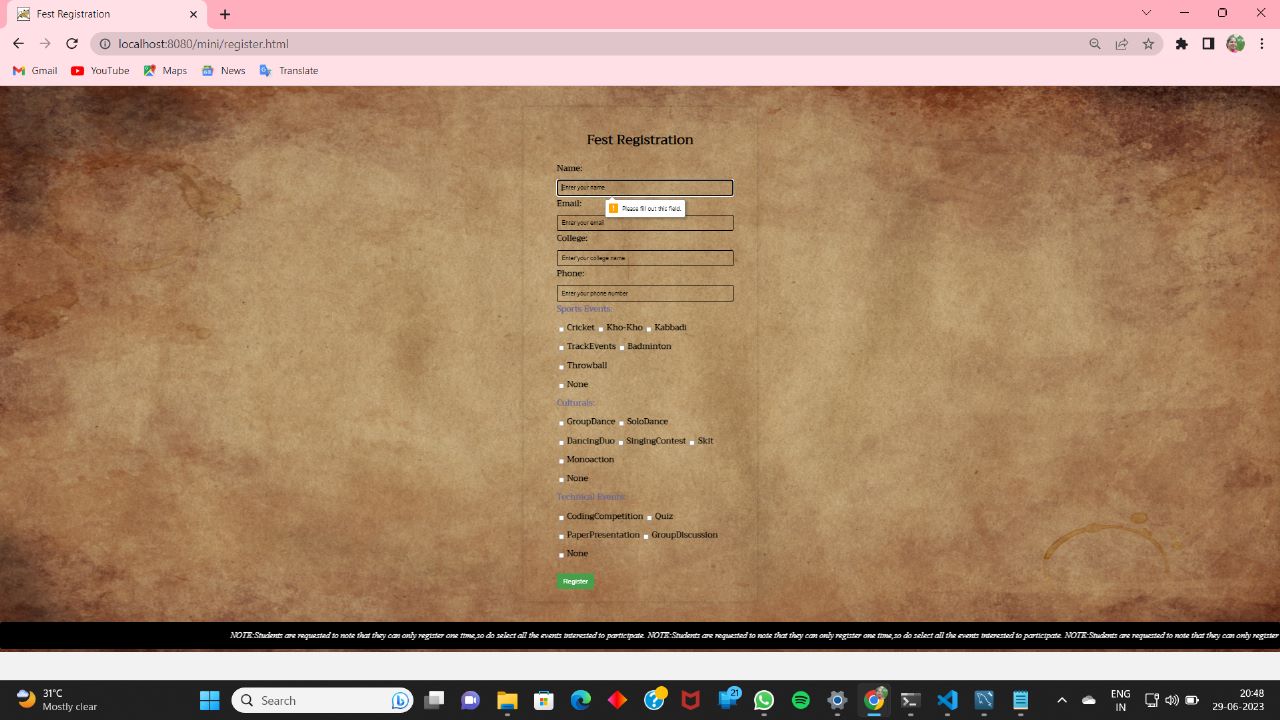 Fest Registration
localhost:8080/mini/register.html
Gmail YouTube Maps News Translate
Fest Registration
Name:
Enter your name
Please fill out this field.
Email:
Enter your email
College:
Enter your college name
Phone:
Enter your phone number
Sports Events:
Cricket Kho-Kho Kabbadi
TrackEvents Badminton
Throwball
None
Culturals:
GroupDance SoloDance
DancingDuo SingingContest Skit
Monoaction
None
Technical Events:
CodingCompetition Quiz
PaperPresentation GroupDiscussion
None
Register
NOTE:Students are requested to note that they can only register one time,so do select all the events interested to participate. NOTE:Students are requested to note that they can only register one time,so do select all the events interested to participate. NOTE:Students are requested to note that they can only register
31°C
Mostly clear
Search
21
ENG
IN
20:48
29-06-2023